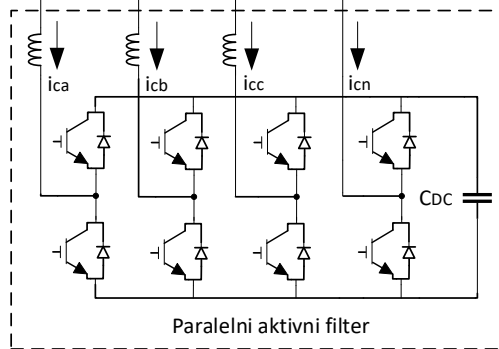 ica
icb
icc
icn
CDC
Paralelni aktivni filter